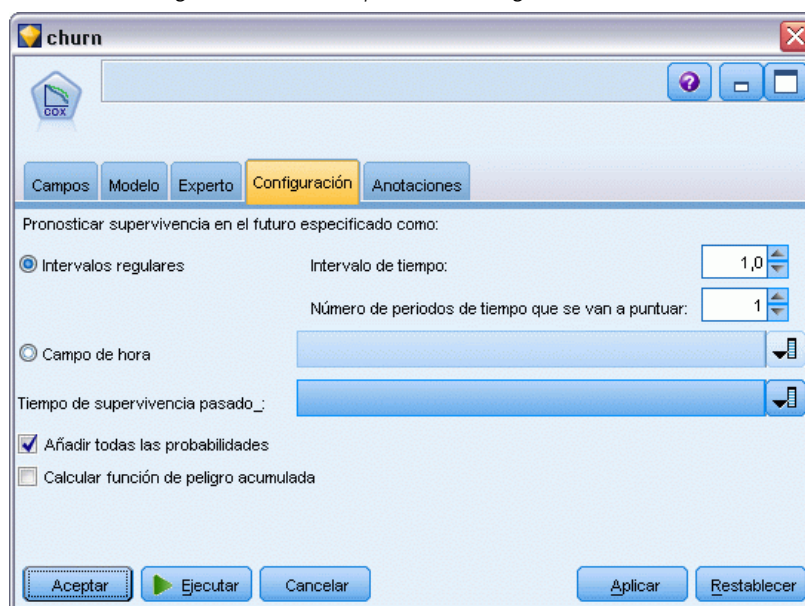 churn
COX
Campos Modelo Experto Configuración Anotaciones
Pronosticar supervivencia en el futuro especificado como:
Intervalos regulares Intervalo de tiempo: 1,0
Número de periodos de tiempo que se van a puntuar: 1
Campo de hora
Tiempo de supervivencia pasado_:
Añadir todas las probabilidades
Calcular función de peligro acumulada
Aceptar Ejecutar Cancelar Aplicar Restablecer